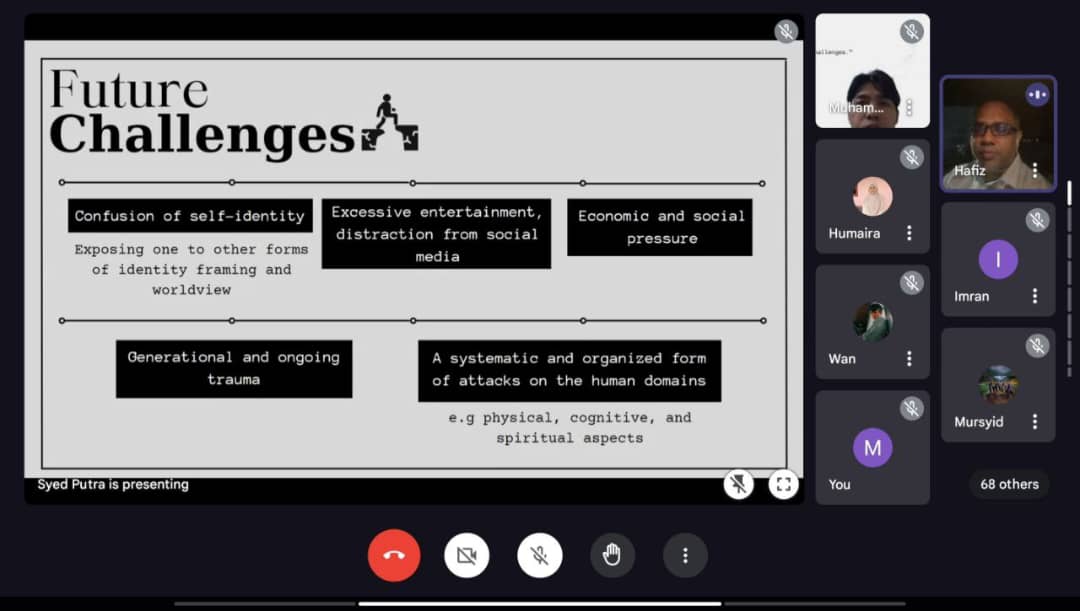 Future
Challenges
Confusion of self-identity
Exposing one to other forms
of identity framing and
worldview
Excessive entertainment,
distraction from social
media
Economic and social
pressure
Generational and ongoing
trauma
A systematic and organized form
of attacks on the human domains
e.g physical, cognitive, and
spiritual aspects
Syed Putra is presenting
Muham...
Hafiz
Humaira
I
Imran
Wan
Mursyid
M
You
68 others